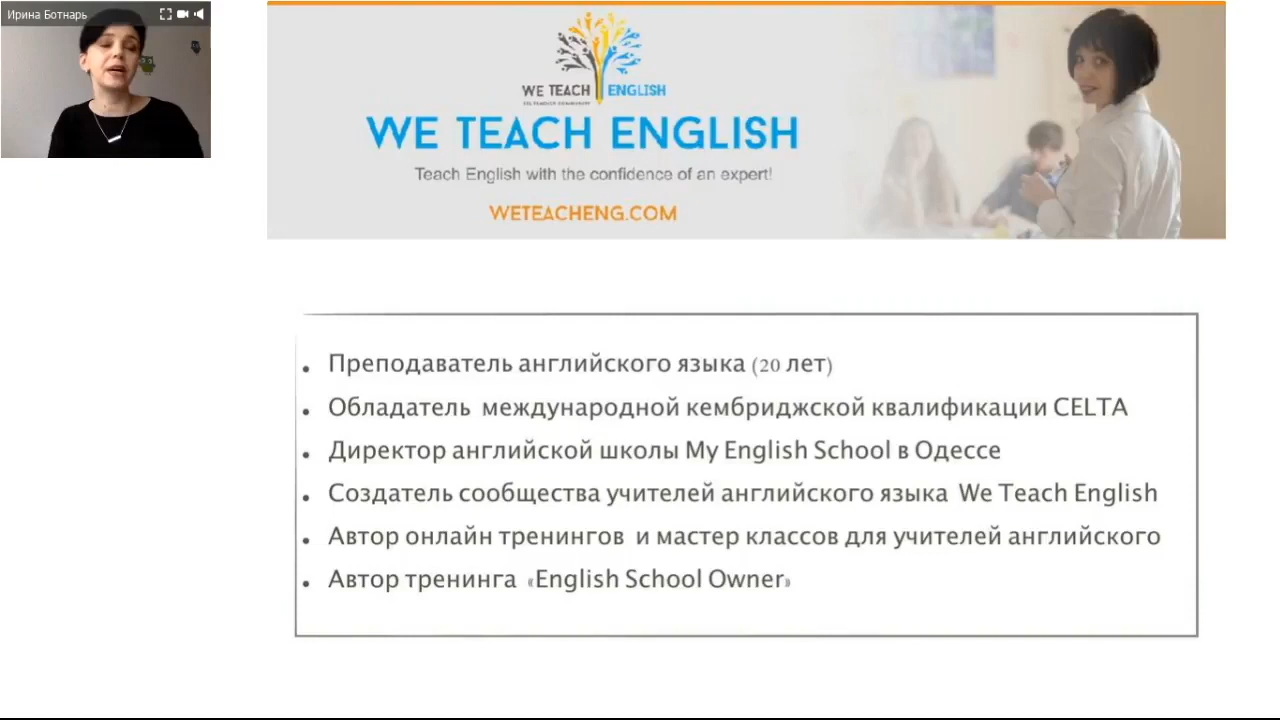 Ирина Ботнарь
WE TEACH ENGLISH
WE TEACH ENGLISH
Teach English with the confidence of an expert!
WETEACHENG.COM
• Преподаватель английского языка (20 лет)
• Обладатель международной кембриджской квалификации CELTA
• Директор английской школы My English School в Одессе
• Создатель сообщества учителей английского языка We Teach English
• Автор онлайн тренингов и мастер классов для учителей английского
• Автор тренинга «English School Owner»